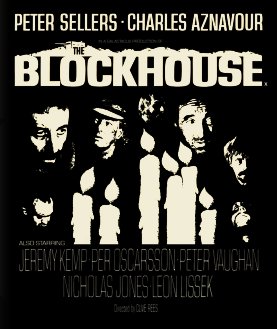 PETER SELLERS · CHARLES AZNAVOUR
THE
BLOCKHOUSE
ALSO STARRING
JEREMY KEMP·PER OSCARSSON·PETER VAUGHAN
NICHOLAS JONES·LEON LISSEK
Directed by CLIVE REES